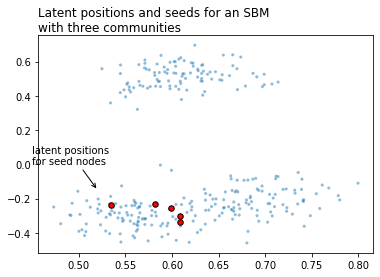 Latent positions and seeds for an SBM
with three communities
0.6
0.4
0.2
0.0
−0.2
−0.4
latent positions
for seed nodes
0.50 0.55 0.60 0.65 0.70 0.75 0.80